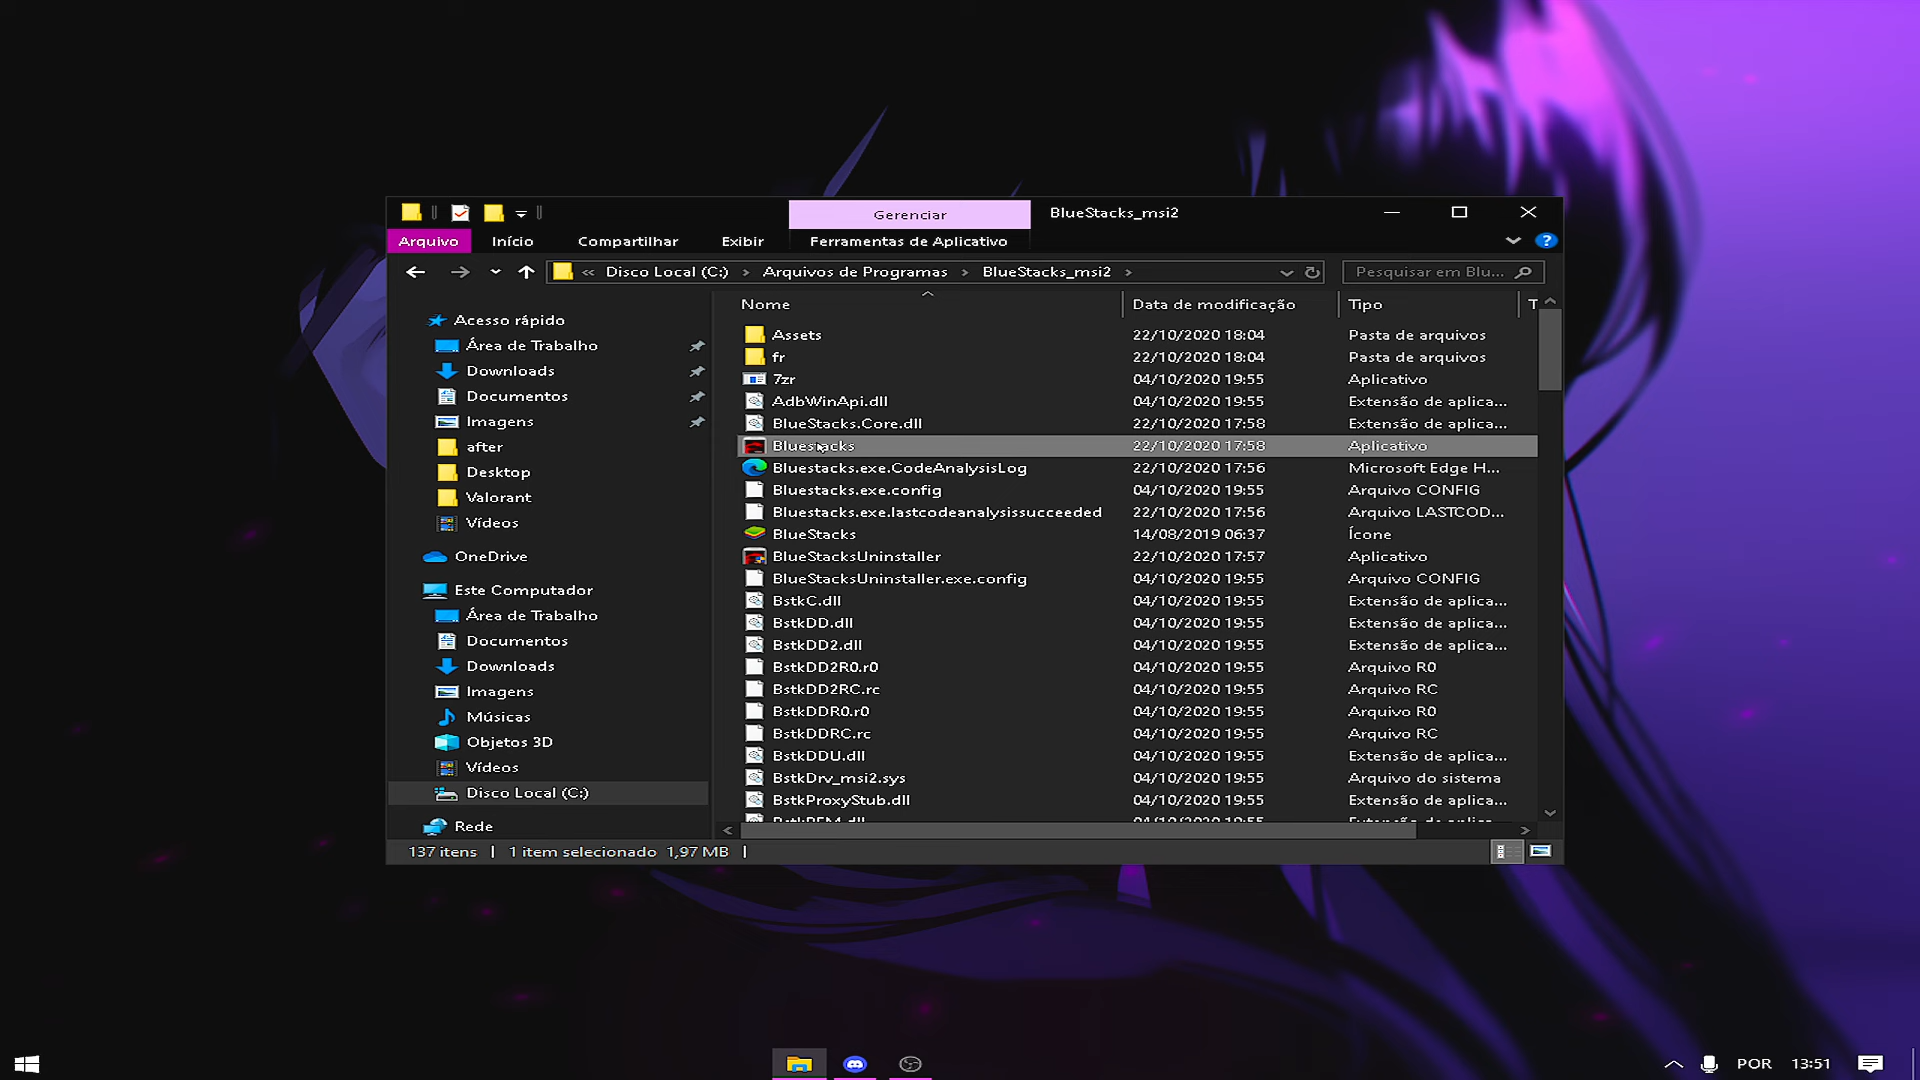 Gerenciar
BlueStacks_msi2
Arquivo
Início
Compartilhar
Exibir
Ferramentas de Aplicativo
Disco Local (C:)
Arquivos de Programas
BlueStacks_msi2
Pesquisar em Blu...
Acesso rápido
Área de Trabalho
Downloads
Documentos
Imagens
after
Desktop
Valorant
Vídeos
OneDrive
Este Computador
Área de Trabalho
Documentos
Downloads
Imagens
Músicas
Objetos 3D
Vídeos
Disco Local (C:)
Rede
Nome Data de modificação Tipo T
Assets 22/10/2020 18:04 Pasta de arquivos
fr 22/10/2020 18:04 Pasta de arquivos
7zr 04/10/2020 19:55 Aplicativo
AdbWinApi.dll 04/10/2020 19:55 Extensão de aplica...
BlueStacks.Core.dll 22/10/2020 17:58 Extensão de aplica...
Bluestacks 22/10/2020 17:58 Aplicativo
Bluestacks.exe.CodeAnalysisLog 22/10/2020 17:56 Microsoft Edge H...
Bluestacks.exe.config 04/10/2020 19:55 Arquivo CONFIG
Bluestacks.exe.lastcodeanalysissucceeded 22/10/2020 17:56 Arquivo LASTCOD...
BlueStacks 14/08/2019 06:37 Ícone
BlueStacksUninstaller 22/10/2020 17:57 Aplicativo
BlueStacksUninstaller.exe.config 04/10/2020 19:55 Arquivo CONFIG
BstkC.dll 04/10/2020 19:55 Extensão de aplica...
BstkDD.dll 04/10/2020 19:55 Extensão de aplica...
BstkDD2.dll 04/10/2020 19:55 Extensão de aplica...
BstkDD2R0.r0 04/10/2020 19:55 Arquivo R0
BstkDD2RC.rc 04/10/2020 19:55 Arquivo RC
BstkDDR0.r0 04/10/2020 19:55 Arquivo R0
BstkDDRC.rc 04/10/2020 19:55 Arquivo RC
BstkDDU.dll 04/10/2020 19:55 Extensão de aplica...
BstkDrv_msi2.sys 04/10/2020 19:55 Arquivo do sistema
BstkProxyStub.dll 04/10/2020 19:55 Extensão de aplica...
137 itens 1 item selecionado 1,97 MB
POR 13:51